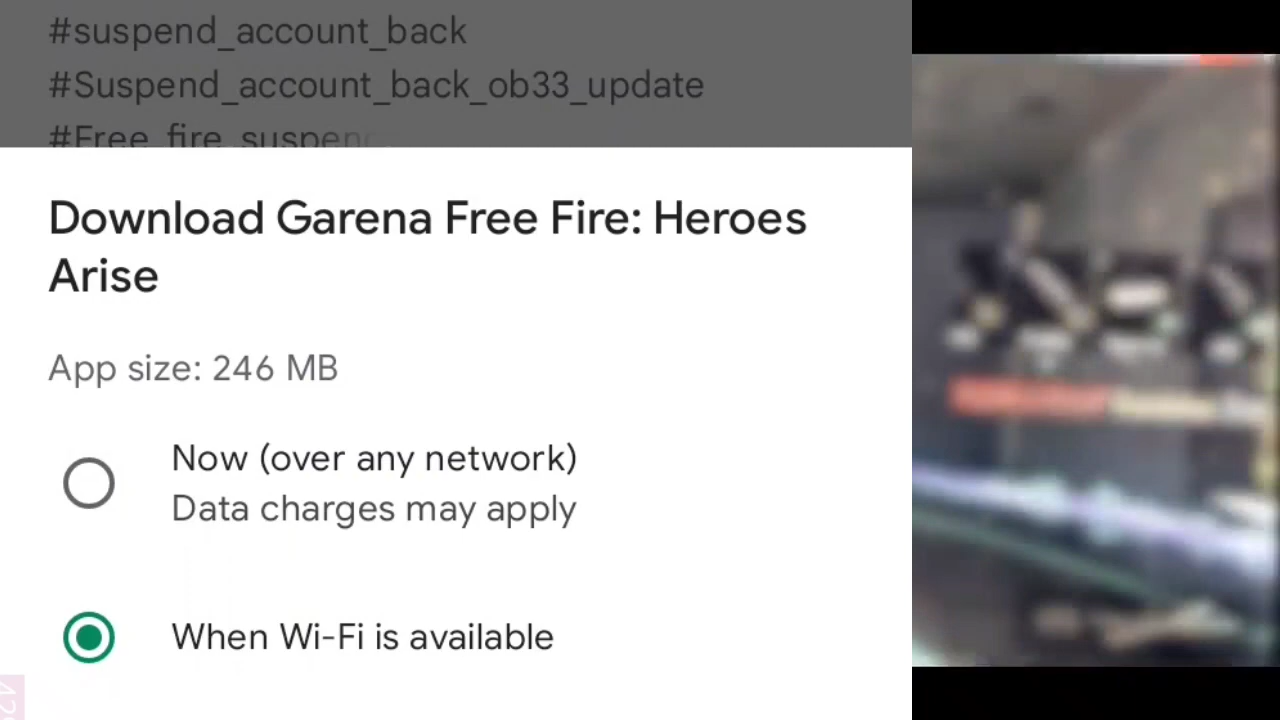 #suspend_account_back
#Suspend_account_back_ob33_update
#Free_fire_suspen
Download Garena Free Fire: Heroes
Arise
App size: 246 MB
Now (over any network)
Data charges may apply
When Wi-Fi is available